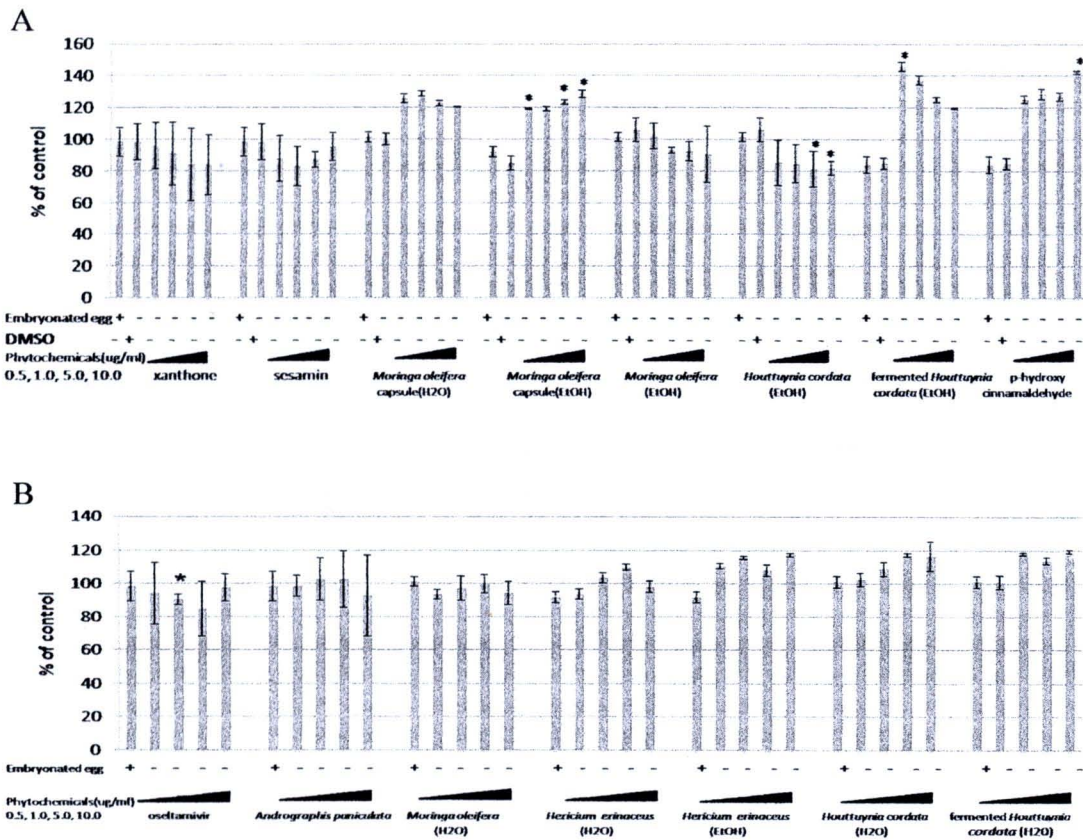 A
160
140
120
100
80
60
40
20
0
% of control
* * * * * * * *
Embryonated egg + - - - - - + - - - - - + - - - - - + - - - - - + - - - - - + - - - - - + - - - - - + - - - - -
DMSO - + - - - - - + - - - - - + - - - - - + - - - - - + - - - - - + - - - - - + - - - - - + - - - -
Phytochemicals(ug/ml)
0.5, 1.0, 5.0, 10.0 xanthone sesamin Moringa oleifera Moringa oleifera Moringa oleifera Houttuynia cordata fermented Houttuynia p-hydroxy
capsule(H2O) capsule(EtOH) (EtOH) (EtOH) cordata (EtOH) cinnamaldehyde
B
140
120
100
80
60
40
20
0
% of control
*
Embryonated egg + - - - - + - - - - + - - - - + - - - - + - - - - + - - - - + - - - -
Phytochemicals(ug/ml)
0.5, 1.0, 5.0, 10.0 oseltamivir Andrographis paniculata Moringa oleifera Hericium erinaceus Hericium erinaceus Houttuynia cordata fermented Houttuynia
(H2O) (H2O) (EtOH) (H2O) cordata (H2O)